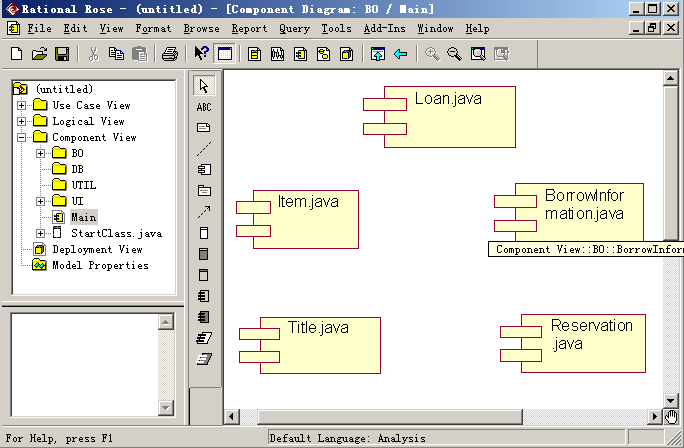 Rational Rose - (untitled) - [Component Diagram: BO / Main]
File Edit View Format Browse Report Query Tools Add-Ins Window Help
(untitled)
Use Case View
Logical View
Component View
BO
DB
UTIL
UI
Main
StartClass.java
Deployment View
Model Properties
ABC
Loan.java
Item.java
BorrowInfor
mation.java
Component View::BO::BorrowInfor
Title.java
Reservation
.java
For Help, press F1
Default Language: Analysis